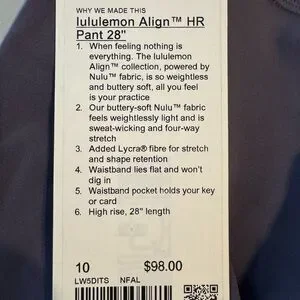 WHY WE MADE THIS
lululemon Align™ HR
Pant 28"
1. When feeling nothing is
everything. The lululemon
Align™ collection, powered by
Nulu™ fabric, is so weightless
and buttery soft, all you feel
is your practice
2. Our buttery-soft Nulu™ fabric
feels weightlessly light and is
sweat-wicking and four-way
stretch
3. Added Lycra® fibre for stretch
and shape retention
4. Waistband lies flat and won't
dig in
5. Waistband pocket holds your key
or card
6. High rise, 28" length
10 $98.00
LW5DITS NFAL